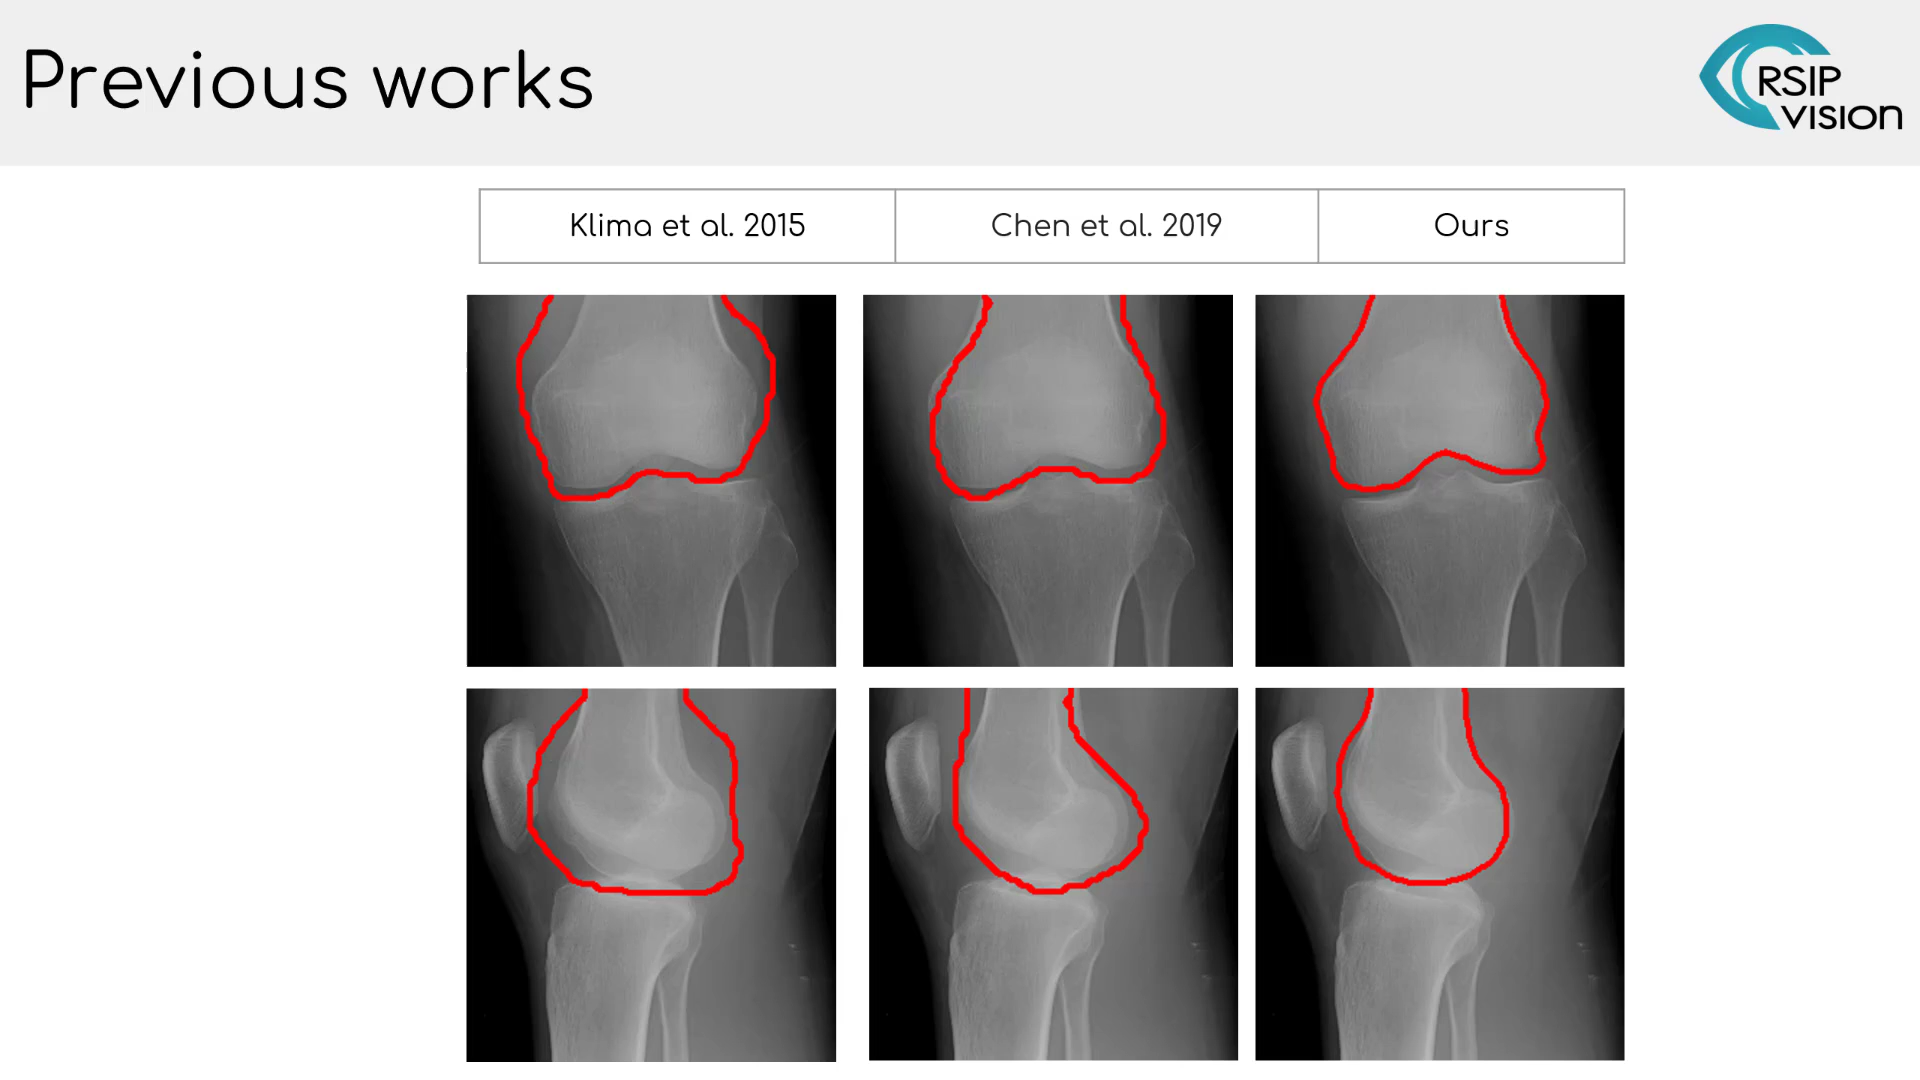 Previous works
RSIP
VISION
Klima et al. 2015
Chen et al. 2019
Ours